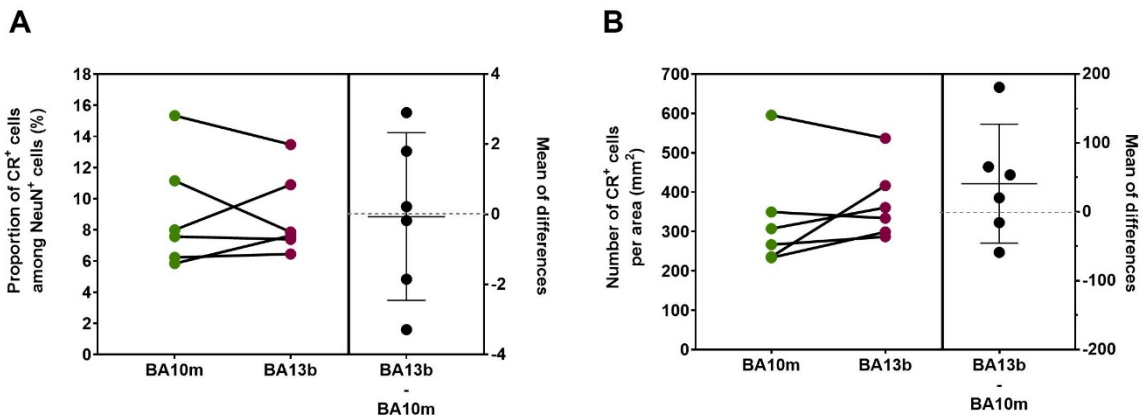 A
Proportion of CR+ cells
among NeuN+ cells (%)
18
16
14
12
10
8
6
4
2
0
BA10m
BA13b
BA13b
-
BA10m
4
2
0
-2
-4
Mean of differences
B
Number of CR+ cells
per area (mm2)
700
600
500
400
300
200
100
0
BA10m
BA13b
BA13b
-
BA10m
200
100
0
-100
-200
Mean of differences